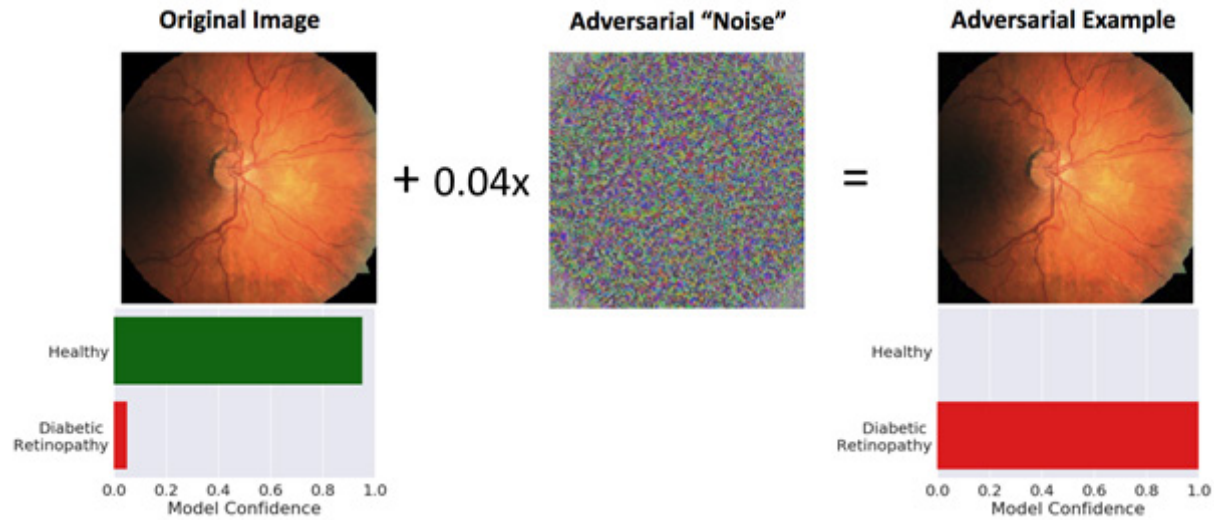 Original Image
Adversarial “Noise”
Adversarial Example
+ 0.04x
=
Healthy
Diabetic
Retinopathy
0.0 0.2 0.4 0.6 0.8 1.0
Model Confidence
Healthy
Diabetic
Retinopathy
0.0 0.2 0.4 0.6 0.8 1.0
Model Confidence